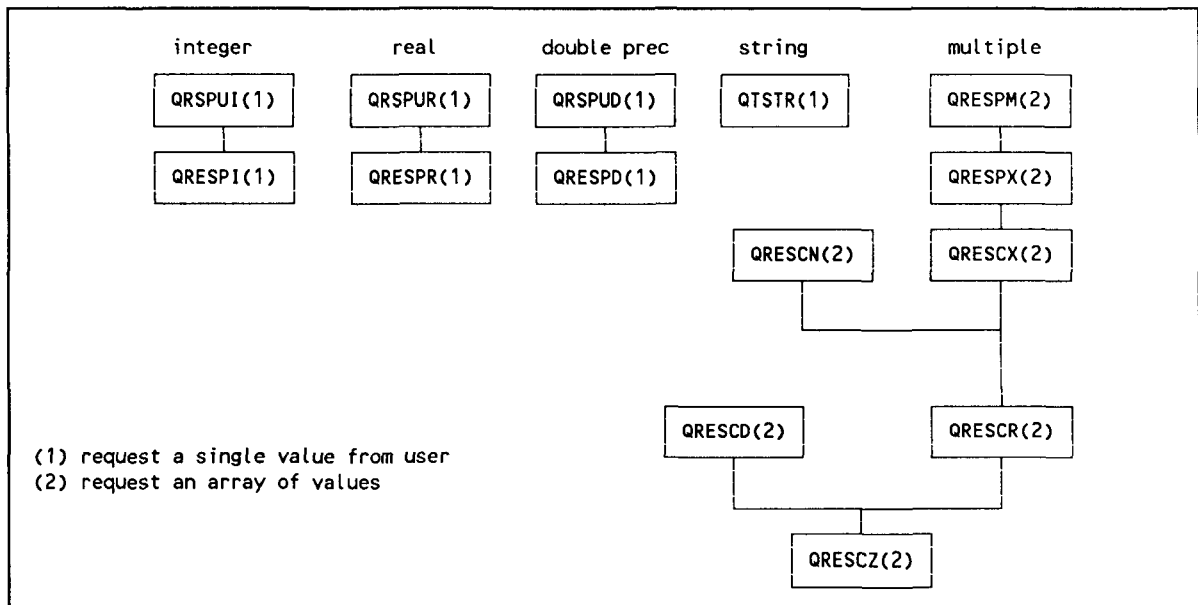 integer real double prec string multiple
QRSPUI(1) QRSPUR(1) QRSPUD(1) QTSTR(1) QRESPM(2)
QRESPI(1) QRESPR(1) QRESPD(1) QRESPX(2)
QRESCN(2) QRESCX(2)
QRESCD(2) QRESCR(2)
(1) request a single value from user
(2) request an array of values
QRESCZ(2)